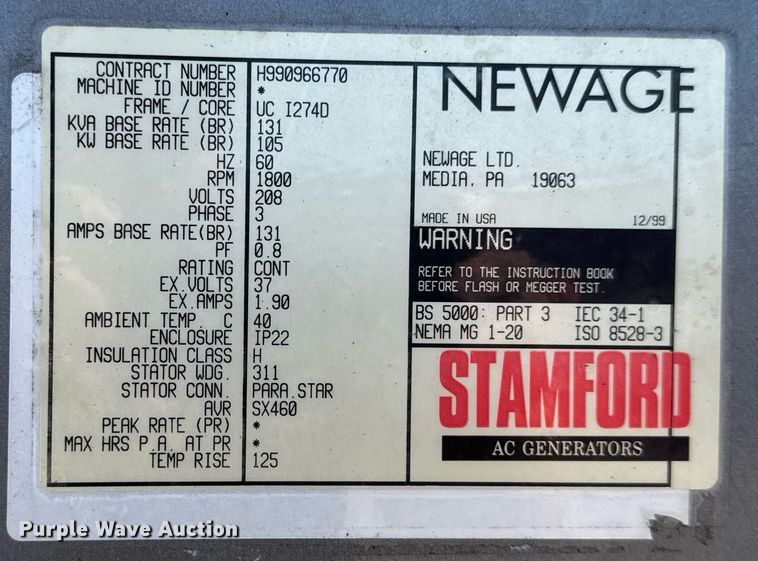 CONTRACT NUMBER H990966770
MACHINE ID NUMBER *
FRAME / CORE UC I274D
KVA BASE RATE (BR) 131
KW BASE RATE (BR) 105
HZ 60
RPM 1800
VOLTS 208
PHASE 3
AMPS BASE RATE(BR) 131
PF 0.8
RATING CONT
EX.VOLTS 37
EX.AMPS 1.90
AMBIENT TEMP. C 40
ENCLOSURE IP22
INSULATION CLASS H
STATOR WDG. 311
STATOR CONN. PARA.STAR
AVR SX460
PEAK RATE (PR) *
MAX HRS P.A. AT PR *
TEMP RISE 125
NEWAGE
NEWAGE LTD.
MEDIA, PA 19063
MADE IN USA 12/99
WARNING
REFER TO THE INSTRUCTION BOOK
BEFORE FLASH OR MEGGER TEST.
BS 5000: PART 3 IEC 34-1
NEMA MG 1-20 ISO 8528-3
STAMFORD
AC GENERATORS
Purple Wave Auction